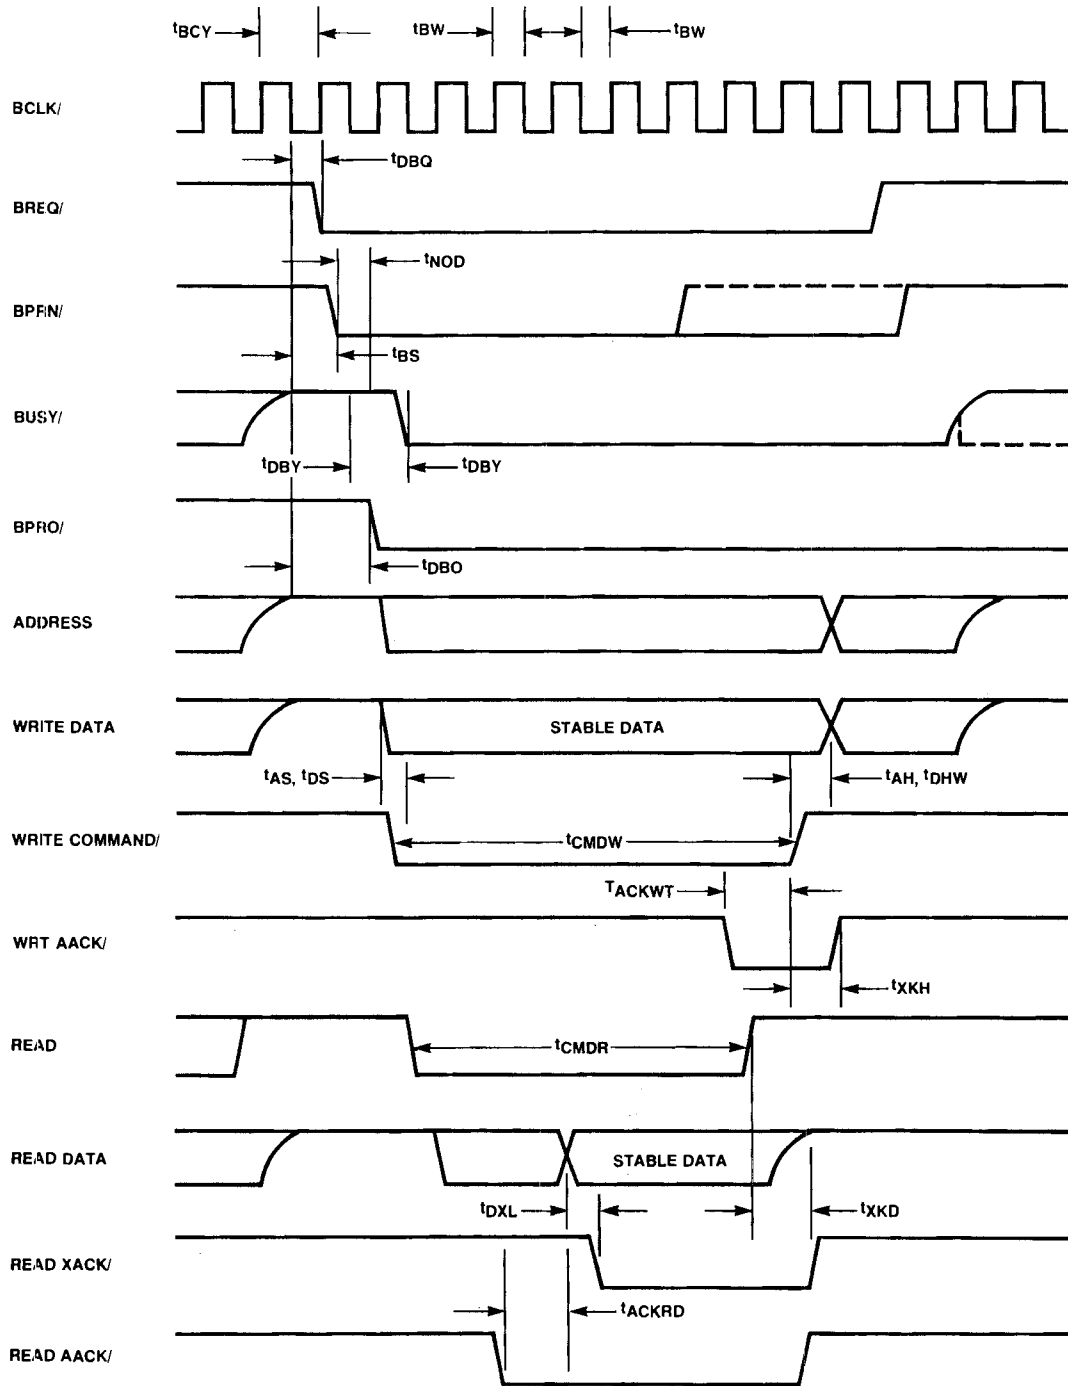 tBCY tBW tBW
BCLK/
tDBQ
BREQ/
tNOD
BPRN/
tBS
BUSY/
tDBY tDBY
BPRO/
tDBO
ADDRESS
WRITE DATA STABLE DATA
tAS, tDS tAH, tDHW
WRITE COMMAND/ tCMDW
TACKWT
WRT AACK/
tXKH
READ tCMDR
READ DATA STABLE DATA
tDXL tXKD
READ XACK/
tACKRD
READ AACK/